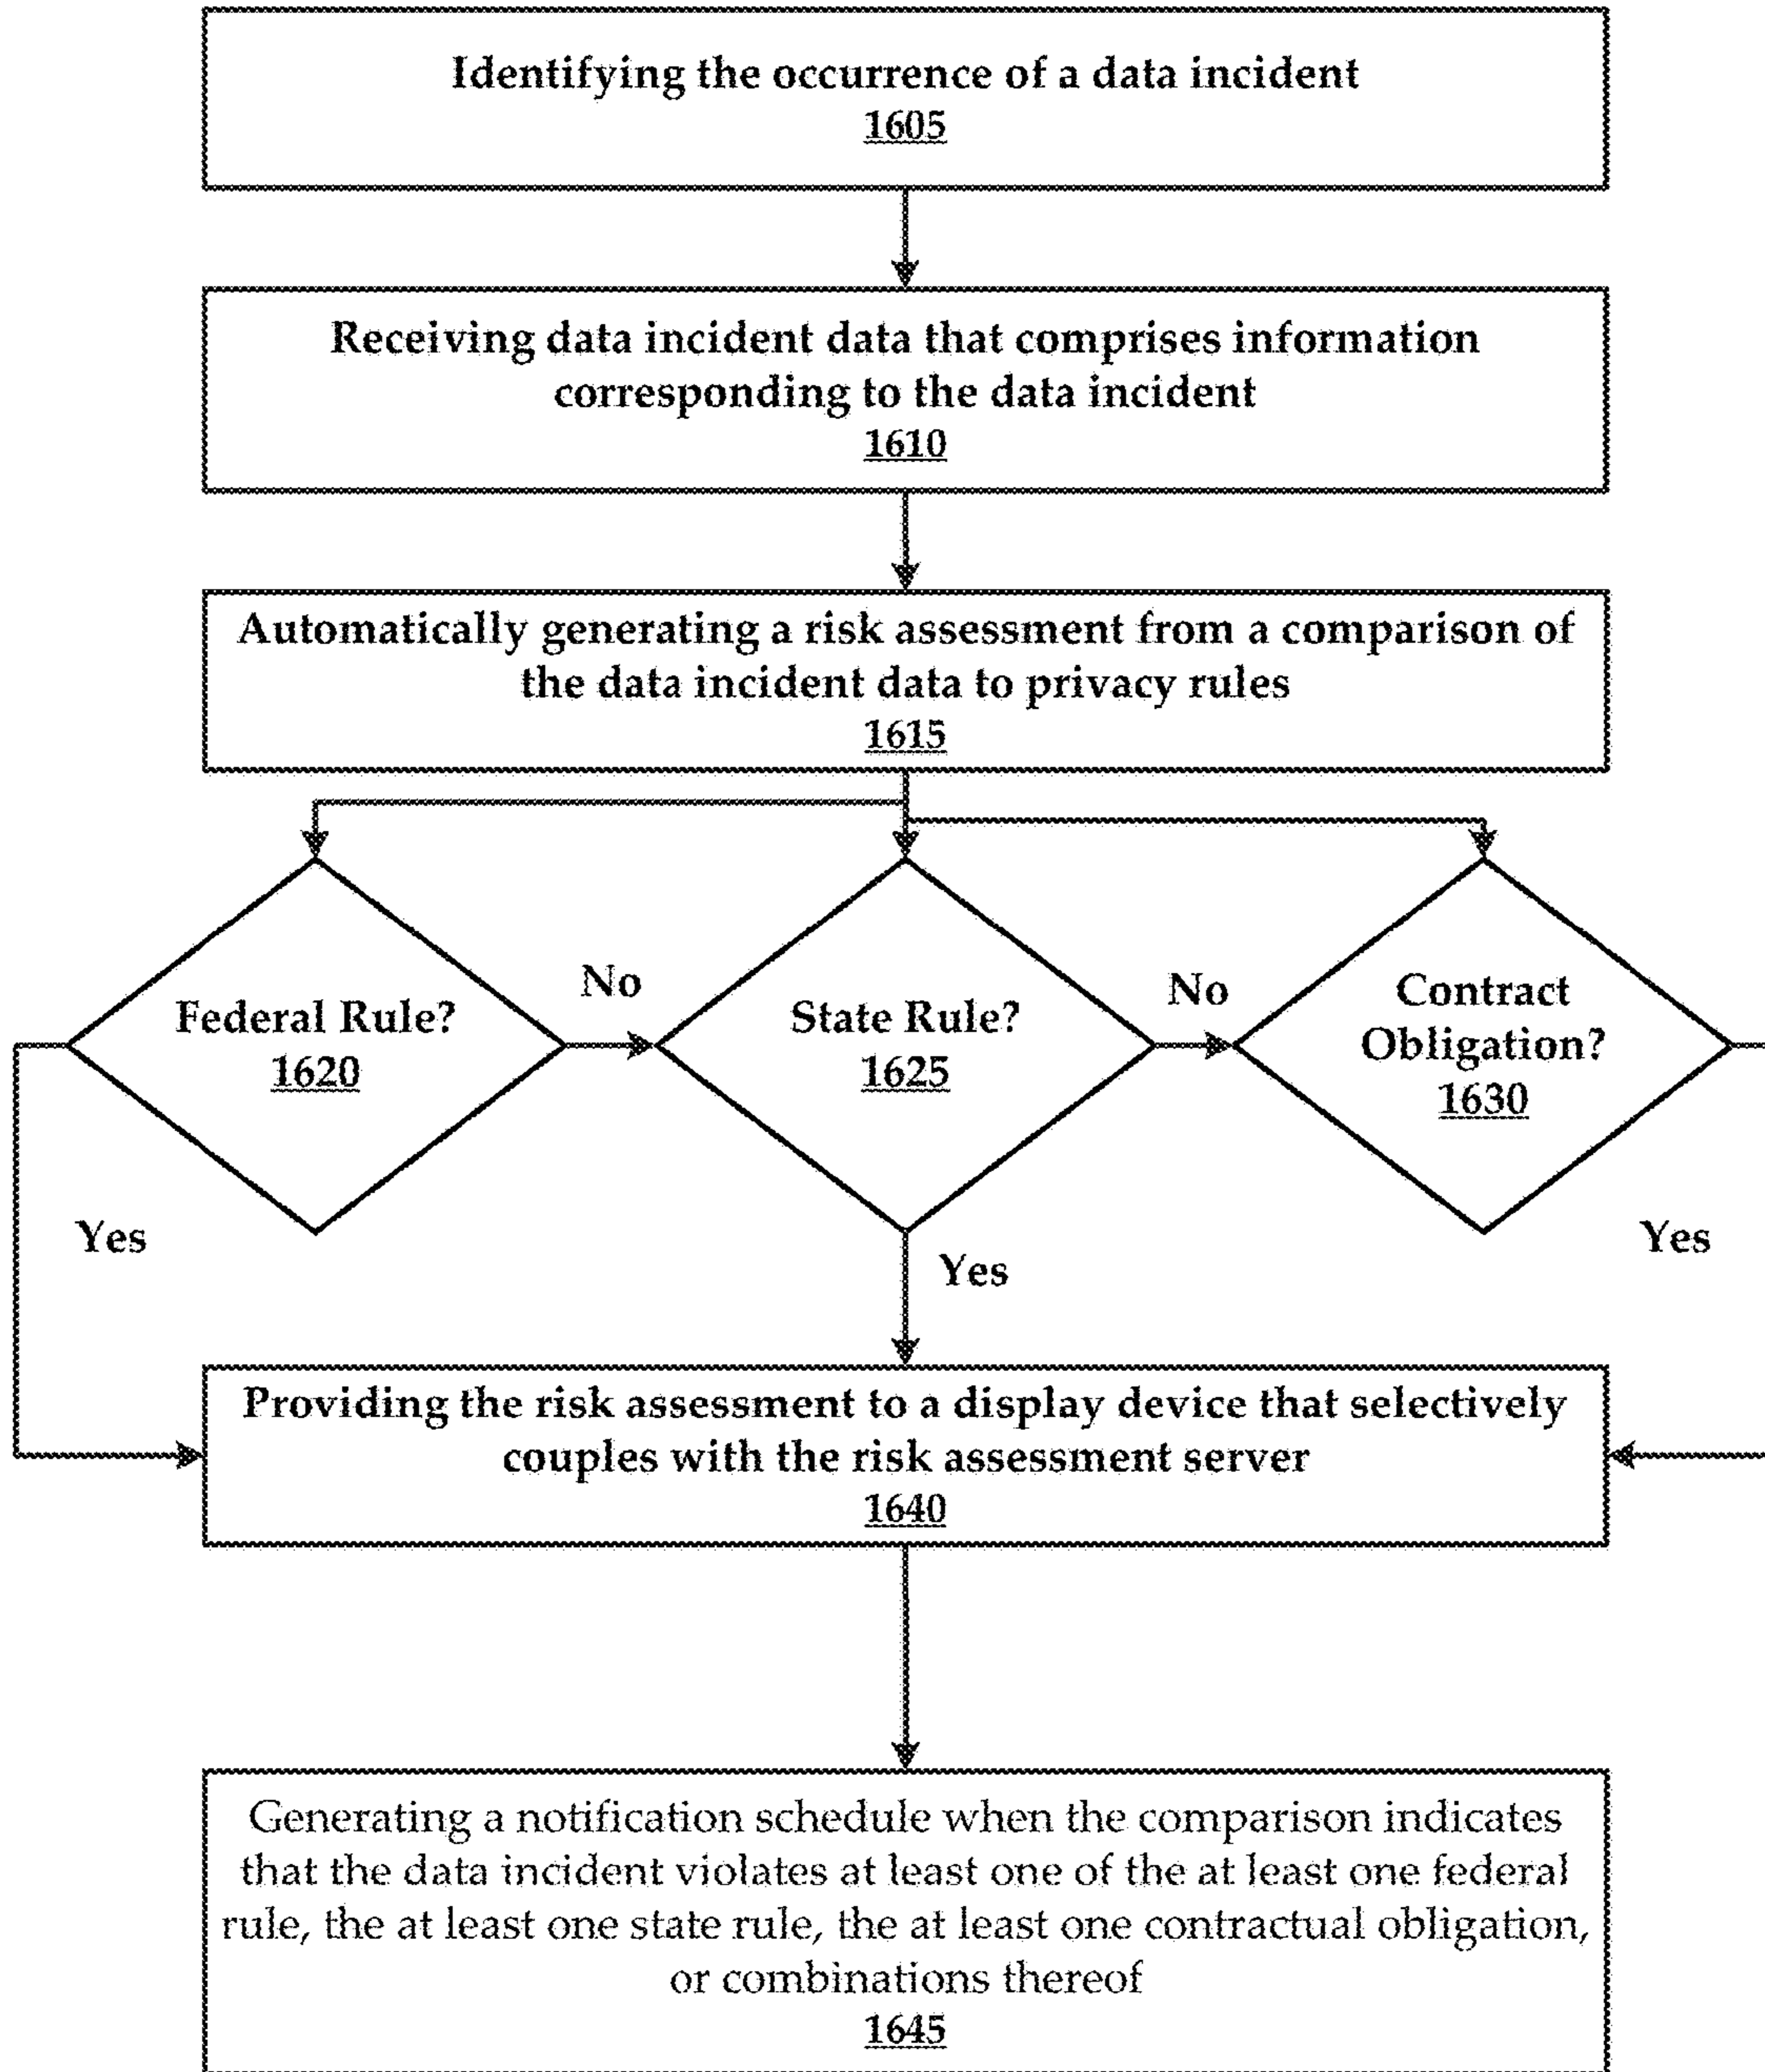 Identifying the occurrence of a data incident
1605
Receiving data incident data that comprises information
corresponding to the data incident
1610
Automatically generating a risk assessment from a comparison of
the data incident data to privacy rules
1615
Federal Rule?
1620
No
State Rule?
1625
No
Contract
Obligation?
1630
Yes
Yes
Yes
Providing the risk assessment to a display device that selectively
couples with the risk assessment server
1640
Generating a notification schedule when the comparison indicates
that the data incident violates at least one of the at least one federal
rule, the at least one state rule, the at least one contractual obligation,
or combinations thereof
1645